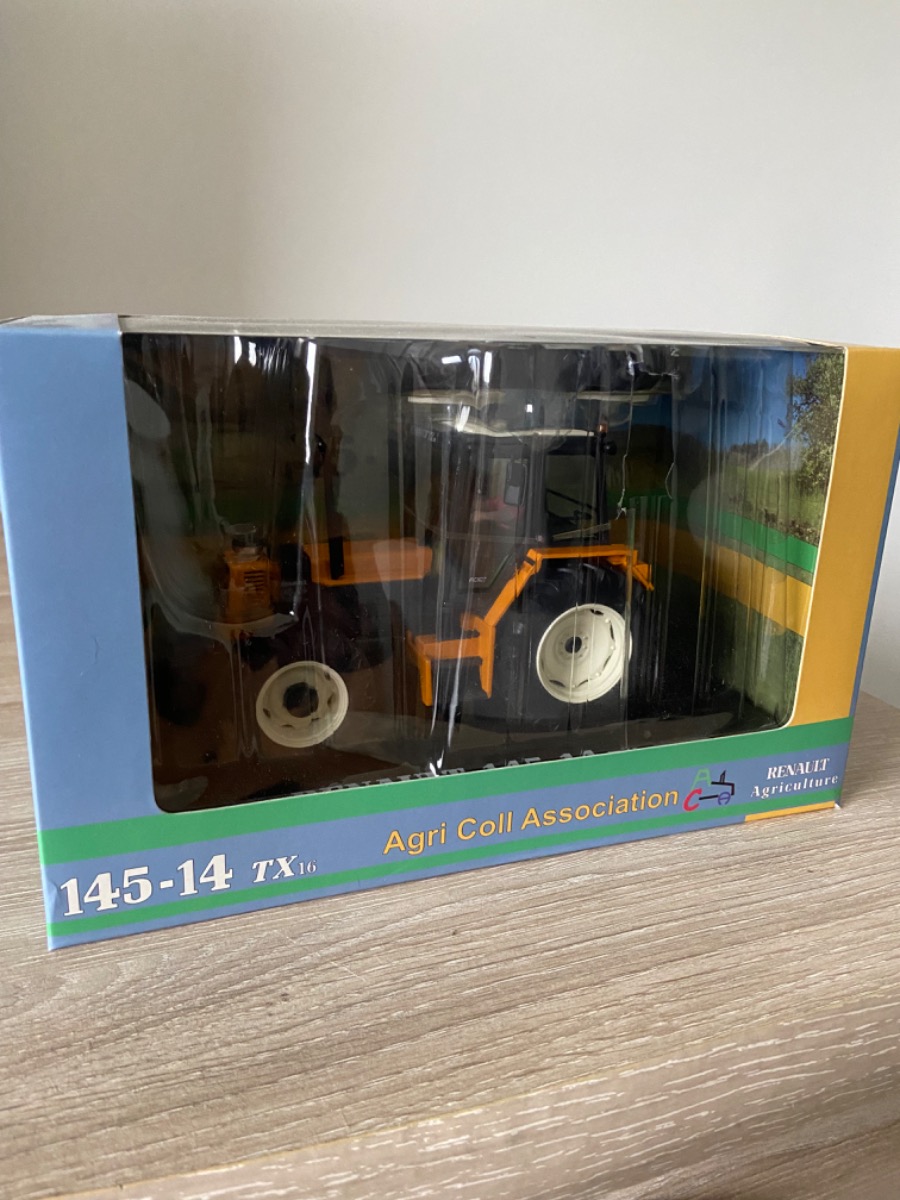 145-14 TX16
Agri Coll Association
A
C A
RENAULT
Agriculture